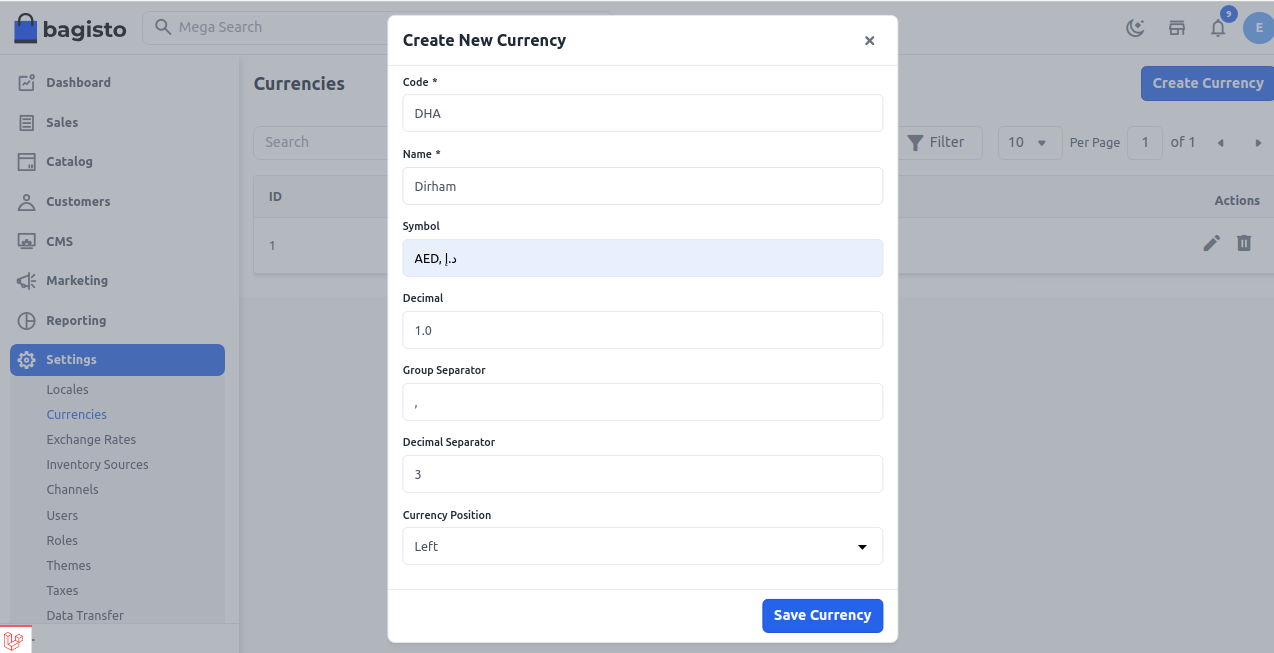 bagisto
Mega Search
9
E
Dashboard
Sales
Catalog
Customers
CMS
Marketing
Reporting
Settings
Locales
Currencies
Exchange Rates
Inventory Sources
Channels
Users
Roles
Themes
Taxes
Data Transfer
Currencies
Create Currency
Search
Filter
10
Per Page
1
of 1
ID
Actions
1
Create New Currency
Code *
DHA
Name *
Dirham
Symbol
AED, د.إ
Decimal
1.0
Group Separator
,
Decimal Separator
3
Currency Position
Left
Save Currency